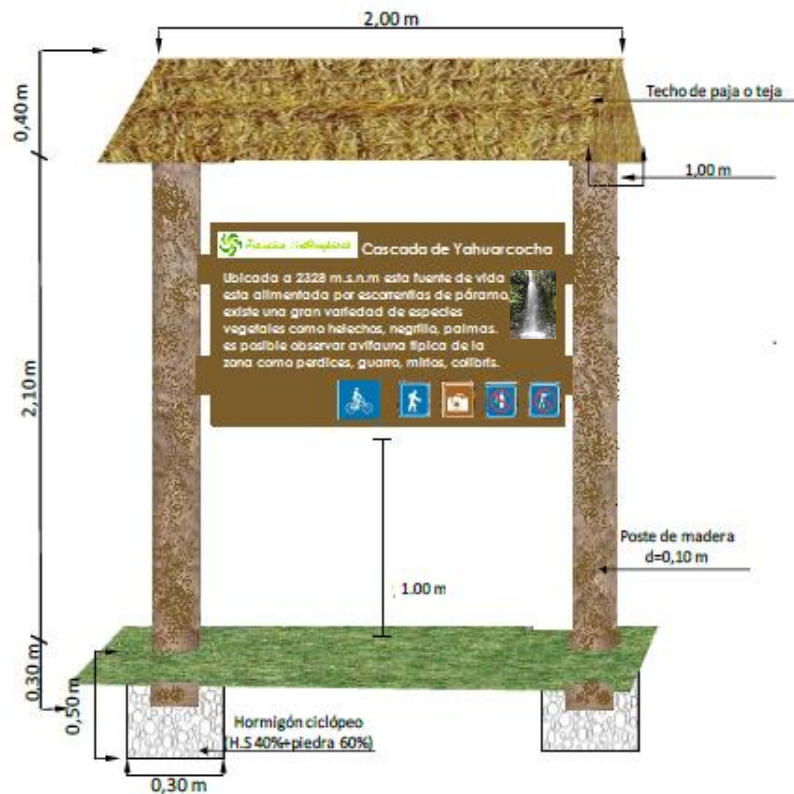 2,00 m
0,40 m
Techo de paja o teja
1,00 m
Cascada de Yahuarcocha
Ubicada a 2328 m.s.n.m esta fuente de vida
esta alimentada por escorrentias de páramo,
existe una gran variedad de especies
vegetales como helechos, negrillo, palmas.
es posible observar avifauna típica de la
zona como perdices, guarro, mirlos, colibrís.
2,10 m
Poste de madera
d=0,10 m
1.00 m
0,30 m
0,50 m
Hormigón ciclópeo
(H.S 40%+piedra 60%)
0,30 m